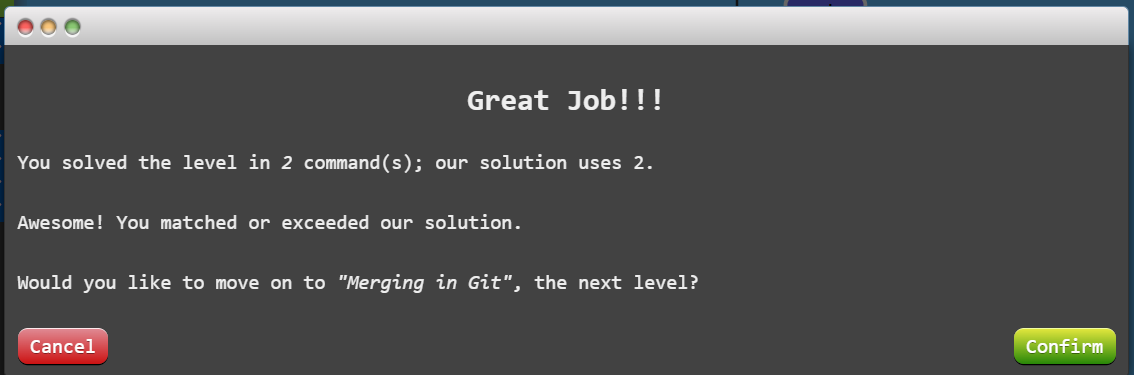 Great Job!!!
You solved the level in 2 command(s); our solution uses 2.
Awesome! You matched or exceeded our solution.
Would you like to move on to "Merging in Git", the next level?
Cancel
Confirm